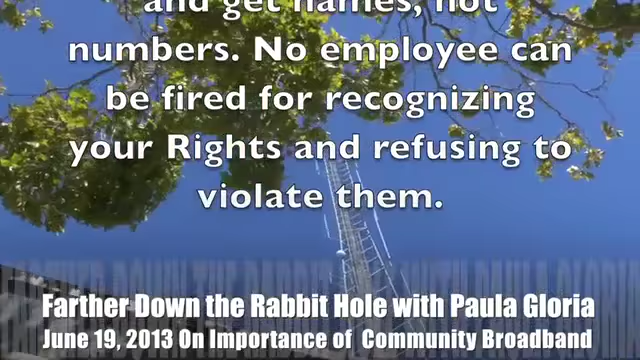 and get names, not
numbers. No employee can
be fired for recognizing
your Rights and refusing to
violate them.
Farther Down the Rabbit Hole with Paula Gloria
June 19, 2013 On Importance of Community Broadband